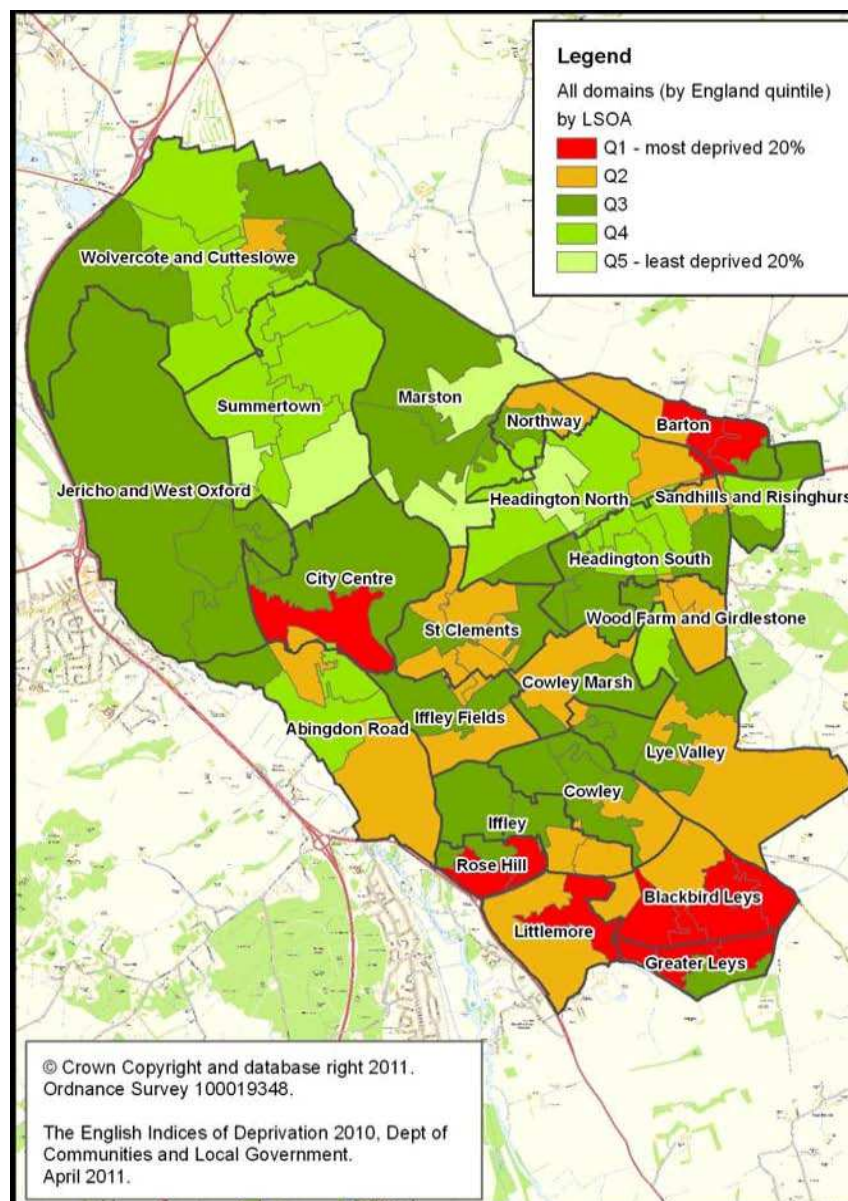 Legend
All domains (by England quintile)
by LSOA
Q1 - most deprived 20%
Q2
Q3
Q4
Q5 - least deprived 20%
Wolvercote and Cutteslowe
Marston
Summertown
Northway
Barton
Jericho and West Oxford
Headington North
Sandhills and Risinghurs
Headington South
City Centre
Wood Farm and Girdlestone
St Clements
Cowley Marsh
Iffley Fields
Abingdon Road
Lye Valley
Cowley
Iffley
Rose Hill
Blackbird Leys
Littlemore
Greater Leys
© Crown Copyright and database right 2011.
Ordnance Survey 100019348.
The English Indices of Deprivation 2010, Dept of
Communities and Local Government.
April 2011.